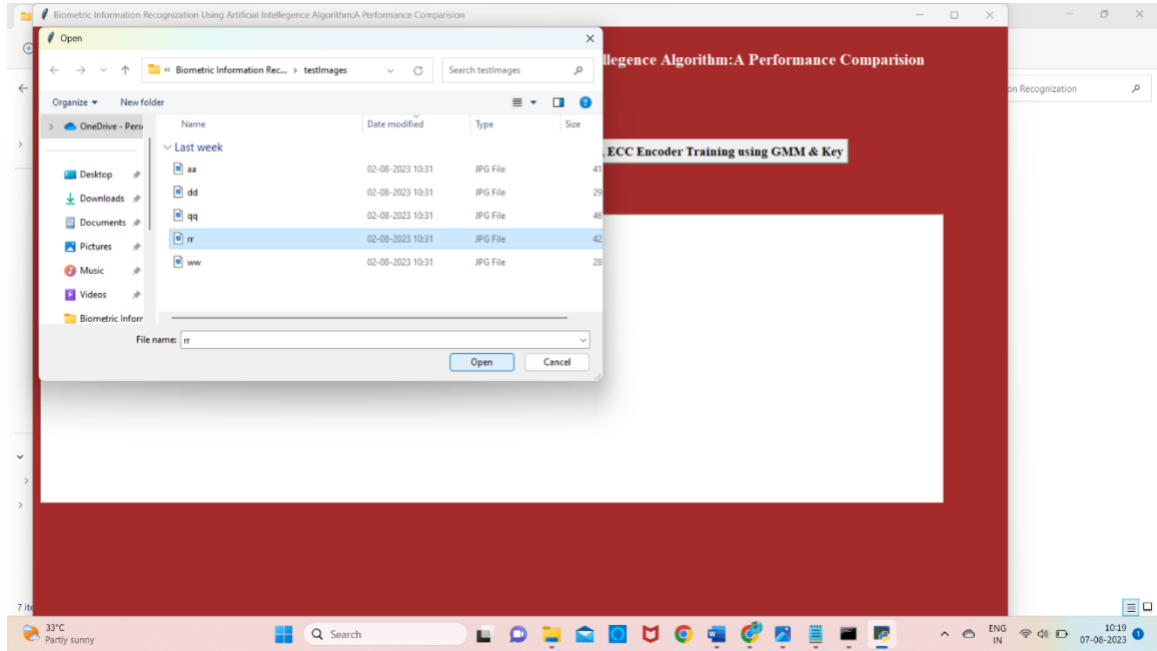 Biometric Information Recognization Using Artificial Intellegence Algorithm:A Performance Comparision
Open
Biometric Information Rec... > testImages
Search testImages
Organize
New folder
OneDrive - Pers
Desktop
Downloads
Documents
Pictures
Music
Videos
Biometric Inforr
Name Date modified Type Size
Last week
aa 02-08-2023 10:31 JPG File 41
dd 02-08-2023 10:31 JPG File 29
qq 02-08-2023 10:31 JPG File 46
rr 02-08-2023 10:31 JPG File 42
ww 02-08-2023 10:31 JPG File 28
File name: rr
Open Cancel
llegence Algorithm:A Performance Comparision
on Recognization
, ECC Encoder Training using GMM & Key
7 ite
33°C
Partly sunny
Search
ENG
IN
10:19
07-08-2023